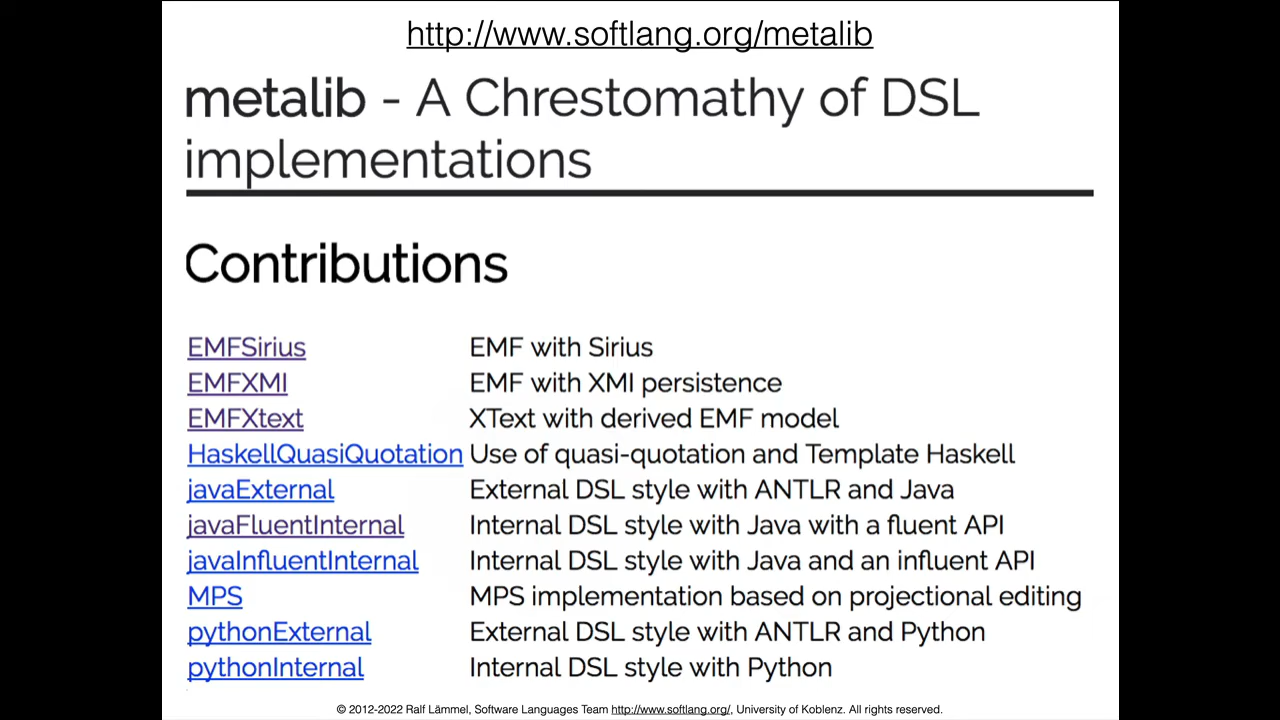 http://www.softlang.org/metalib
metalib - A Chrestomathy of DSL
implementations
Contributions
EMFSirius EMF with Sirius
EMFXMI EMF with XMI persistence
EMFXtext XText with derived EMF model
HaskellQuasiQuotation Use of quasi-quotation and Template Haskell
javaExternal External DSL style with ANTLR and Java
javaFluentInternal Internal DSL style with Java with a fluent API
javaInfluentInternal Internal DSL style with Java and an influent API
MPS MPS implementation based on projectional editing
pythonExternal External DSL style with ANTLR and Python
pythonInternal Internal DSL style with Python
© 2012-2022 Ralf Lämmel, Software Languages Team http://www.softlang.org/, University of Koblenz. All rights reserved.